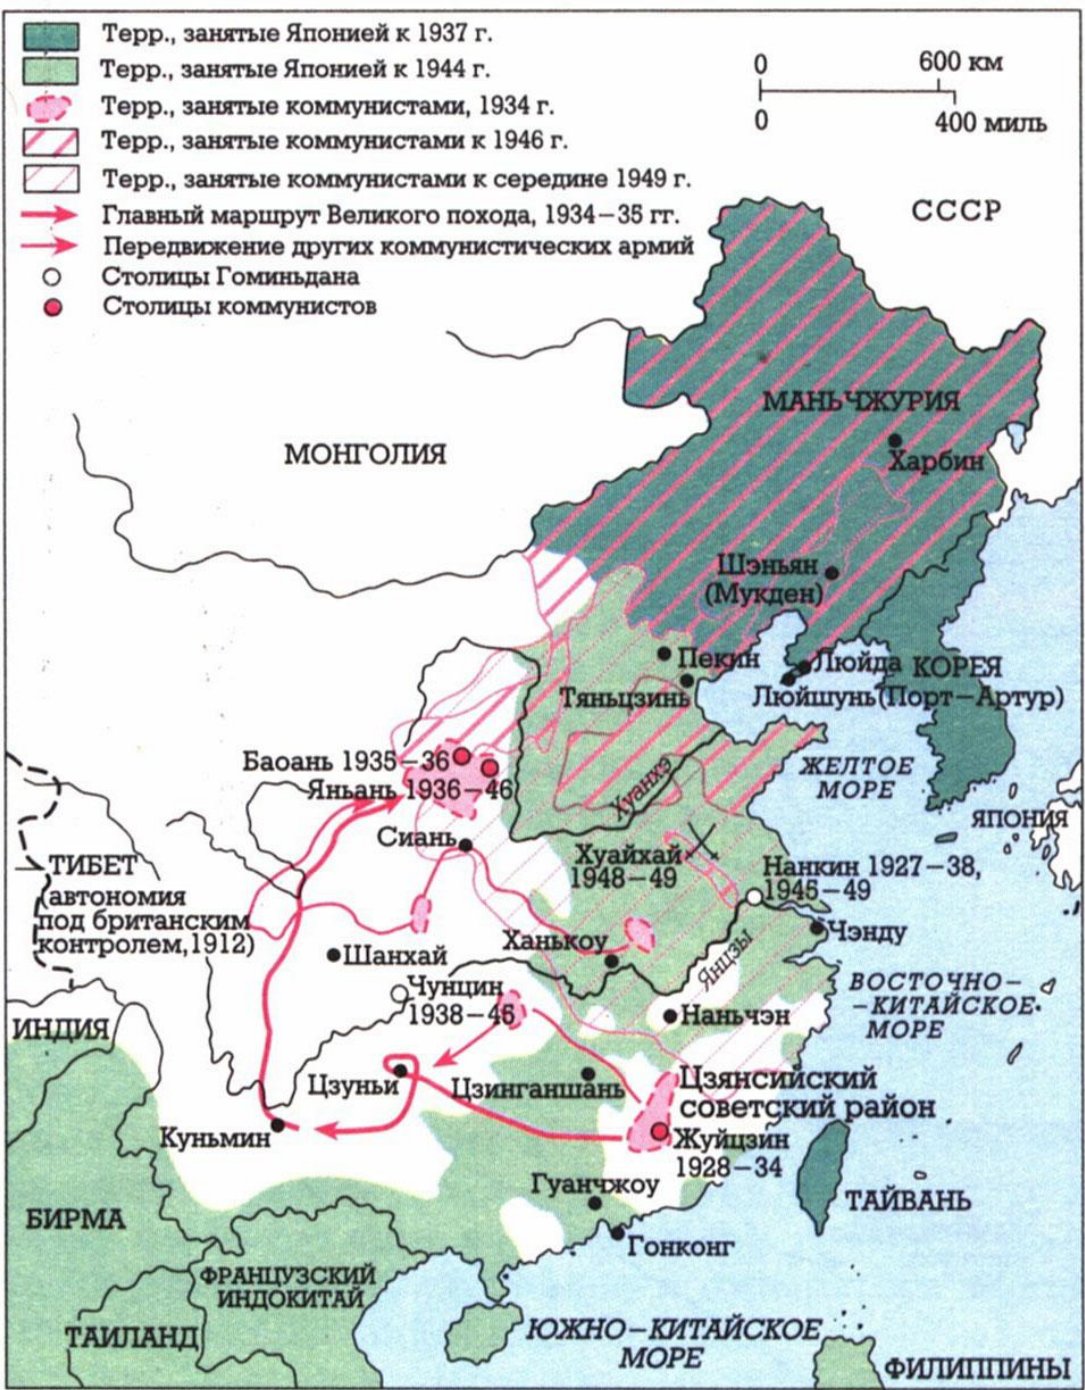 Терр., занятые Японией к 1937 г.
Терр., занятые Японией к 1944 г.
Терр., занятые коммунистами, 1934 г.
Терр., занятые коммунистами к 1946 г.
Терр., занятые коммунистами к середине 1949 г.
Главный маршрут Великого похода, 1934–35 гг.
Передвижение других коммунистических армий
Столицы Гоминьдана
Столицы коммунистов
0 600 км
0 400 миль
СССР
МАНЬЧЖУРИЯ
МОНГОЛИЯ
Харбин
Шэньян
(Мукден)
Пекин
Люйда
КОРЕЯ
Тяньцзинь
Люйшунь(Порт–Артур)
Баоань 1935–36
Яньань 1936–46
Хуанхэ
ЖЕЛТОЕ
МОРЕ
ЯПОНИЯ
Сиань
Хуайхай
1948–49
Нанкин 1927–38,
1945–49
ТИБЕТ
(автономия
под британским
контролем,1912)
Чэнду
Ханькоу
Шанхай
Янцзы
Чунцин
1938–46
ВОСТОЧНО–
–КИТАЙСКОЕ
МОРЕ
ИНДИЯ
Наньчэн
Цзуньи
Цзинганшань
Цзянсийский
советский район
Куньмин
Жуйцзин
1928–34
Гуанчжоу
ТАЙВАНЬ
БИРМА
Гонконг
ФРАНЦУЗСКИЙ
ИНДОКИТАЙ
ТАИЛАНД
ЮЖНО–КИТАЙСКОЕ
МОРЕ
ФИЛИППИНЫ